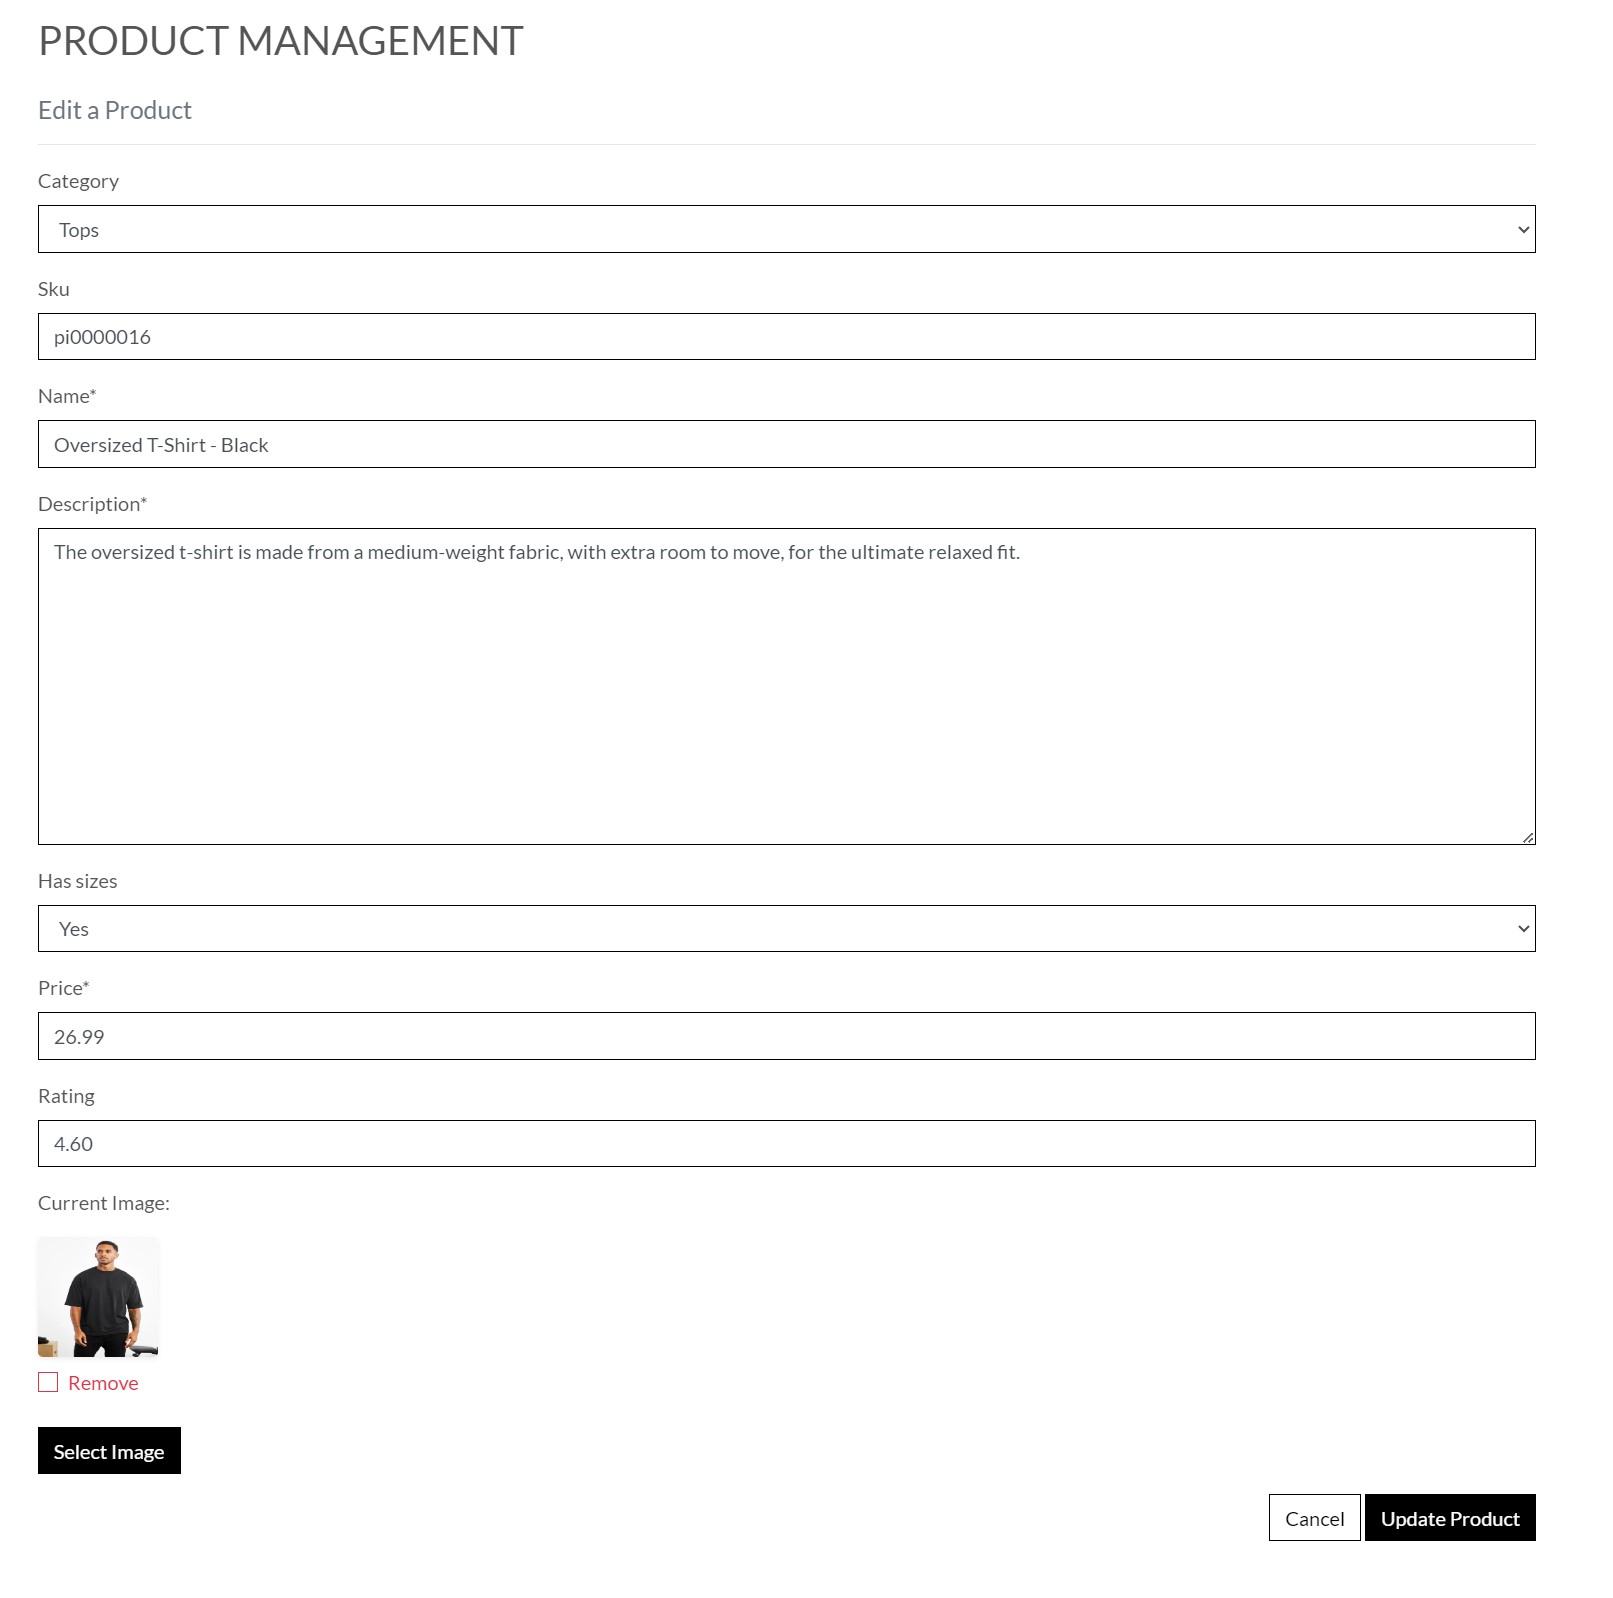 PRODUCT MANAGEMENT
Edit a Product
Category
Tops
Sku
pi0000016
Name*
Oversized T-Shirt - Black
Description*
The oversized t-shirt is made from a medium-weight fabric, with extra room to move, for the ultimate relaxed fit.
Has sizes
Yes
Price*
26.99
Rating
4.60
Current Image:
Remove
Select Image
Cancel Update Product